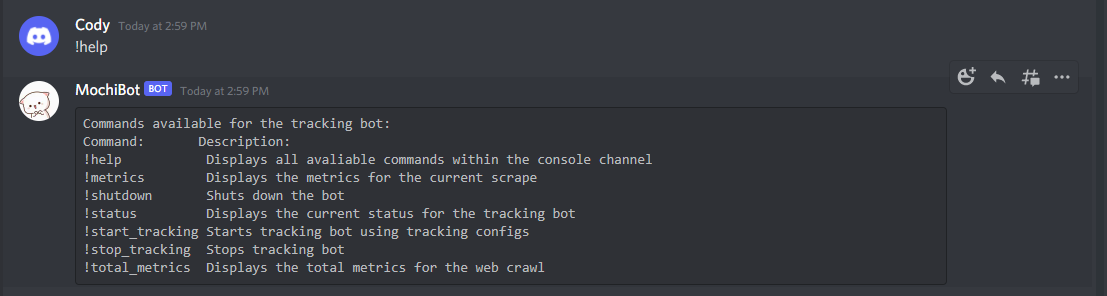 Cody Today at 2:59 PM
!help
MochiBot BOT Today at 2:59 PM
Commands available for the tracking bot:
Command: Description:
!help Displays all avaliable commands within the console channel
!metrics Displays the metrics for the current scrape
!shutdown Shuts down the bot
!status Displays the current status for the tracking bot
!start_tracking Starts tracking bot using tracking configs
!stop_tracking Stops tracking bot
!total_metrics Displays the total metrics for the web crawl